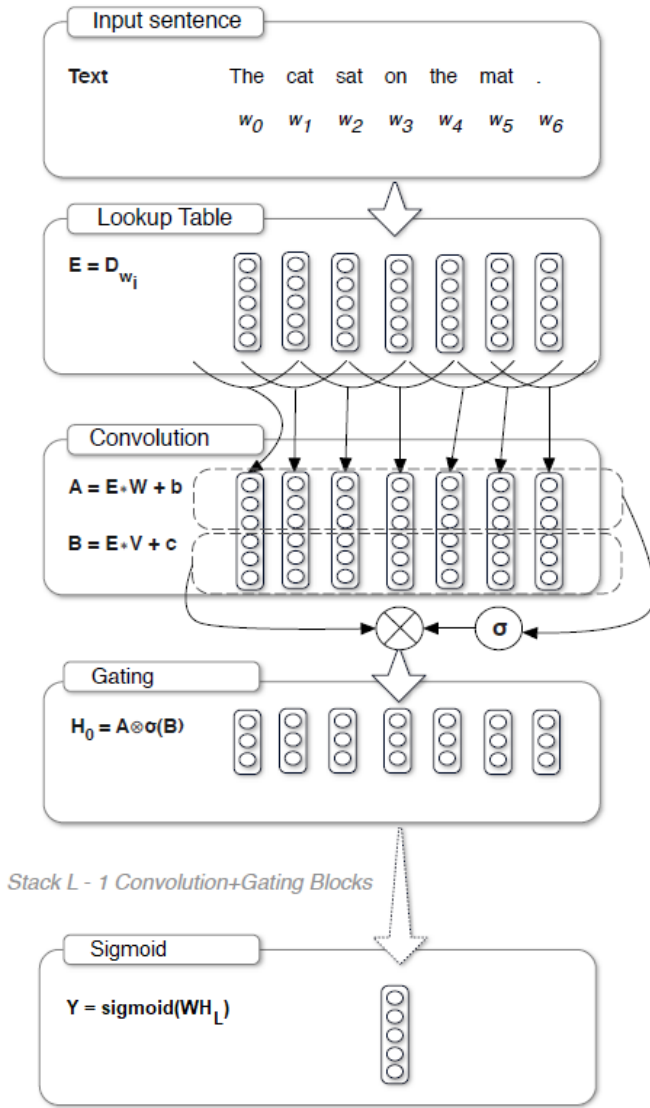 Input sentence
Text The cat sat on the mat .
w0 w1 w2 w3 w4 w5 w6
Lookup Table
E = Dwi
Convolution
A = E*W + b
B = E*V + c
σ
Gating
H0 = A⊗σ(B)
Stack L - 1 Convolution+Gating Blocks
Sigmoid
Y = sigmoid(WHL)